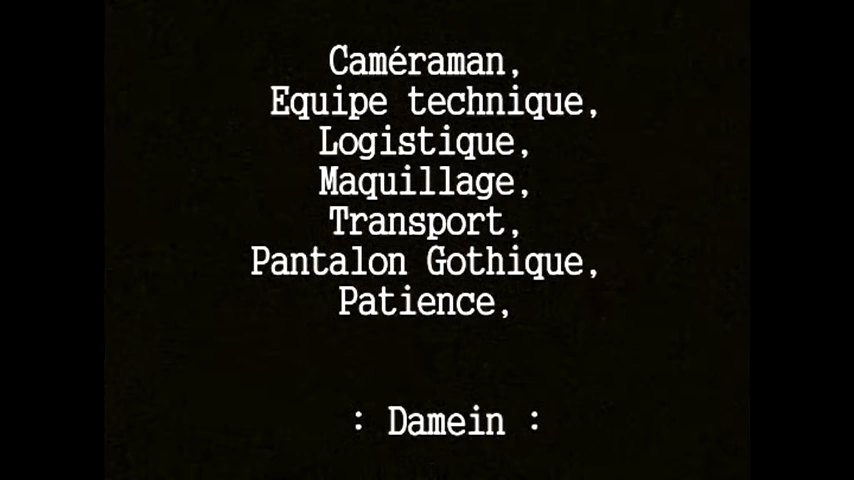 Caméraman,
Equipe technique,
Logistique,
Maquillage,
Transport,
Pantalon Gothique,
Patience,
: Damein :